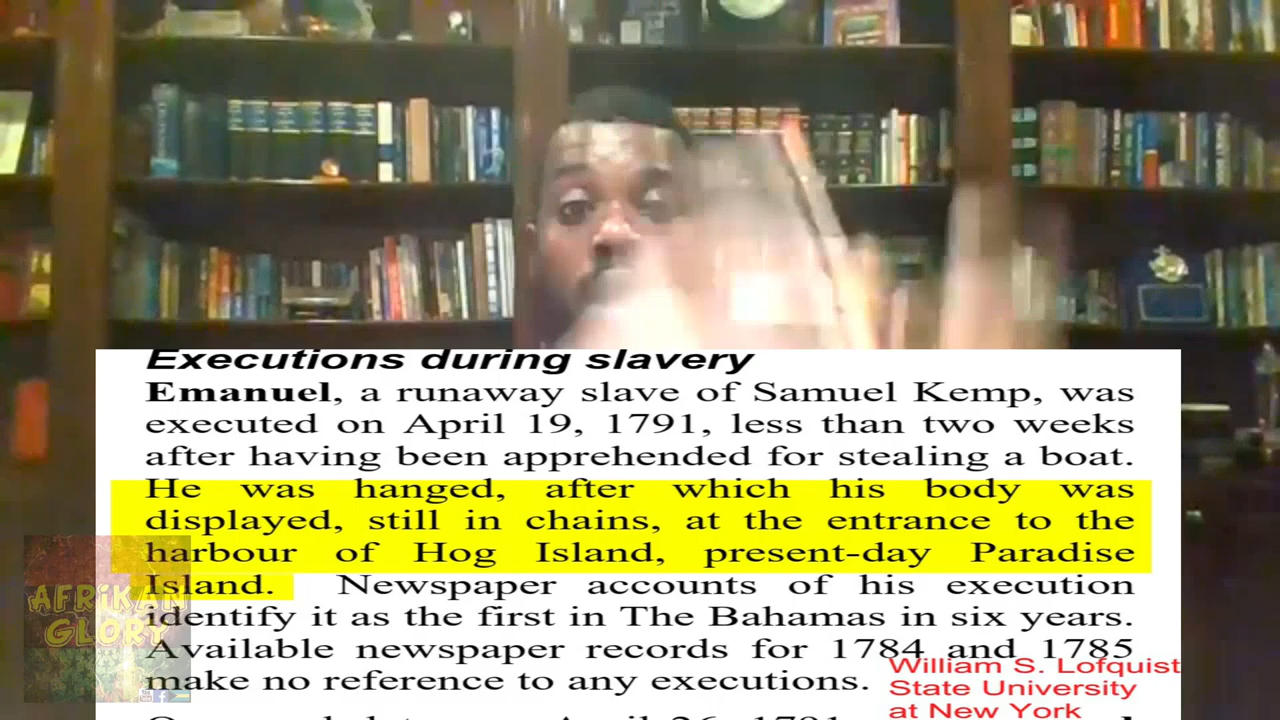 Executions during slavery
Emanuel, a runaway slave of Samuel Kemp, was
executed on April 19, 1791, less than two weeks
after having been apprehended for stealing a boat.
He was hanged, after which his body was
displayed, still in chains, at the entrance to the
harbour of Hog Island, present-day Paradise
Island. Newspaper accounts of his execution
identify it as the first in The Bahamas in six years.
Available newspaper records for 1784 and 1785
make no reference to any executions.
William S. Lofquist
State University
at New York
AFRiKAN
GLORY